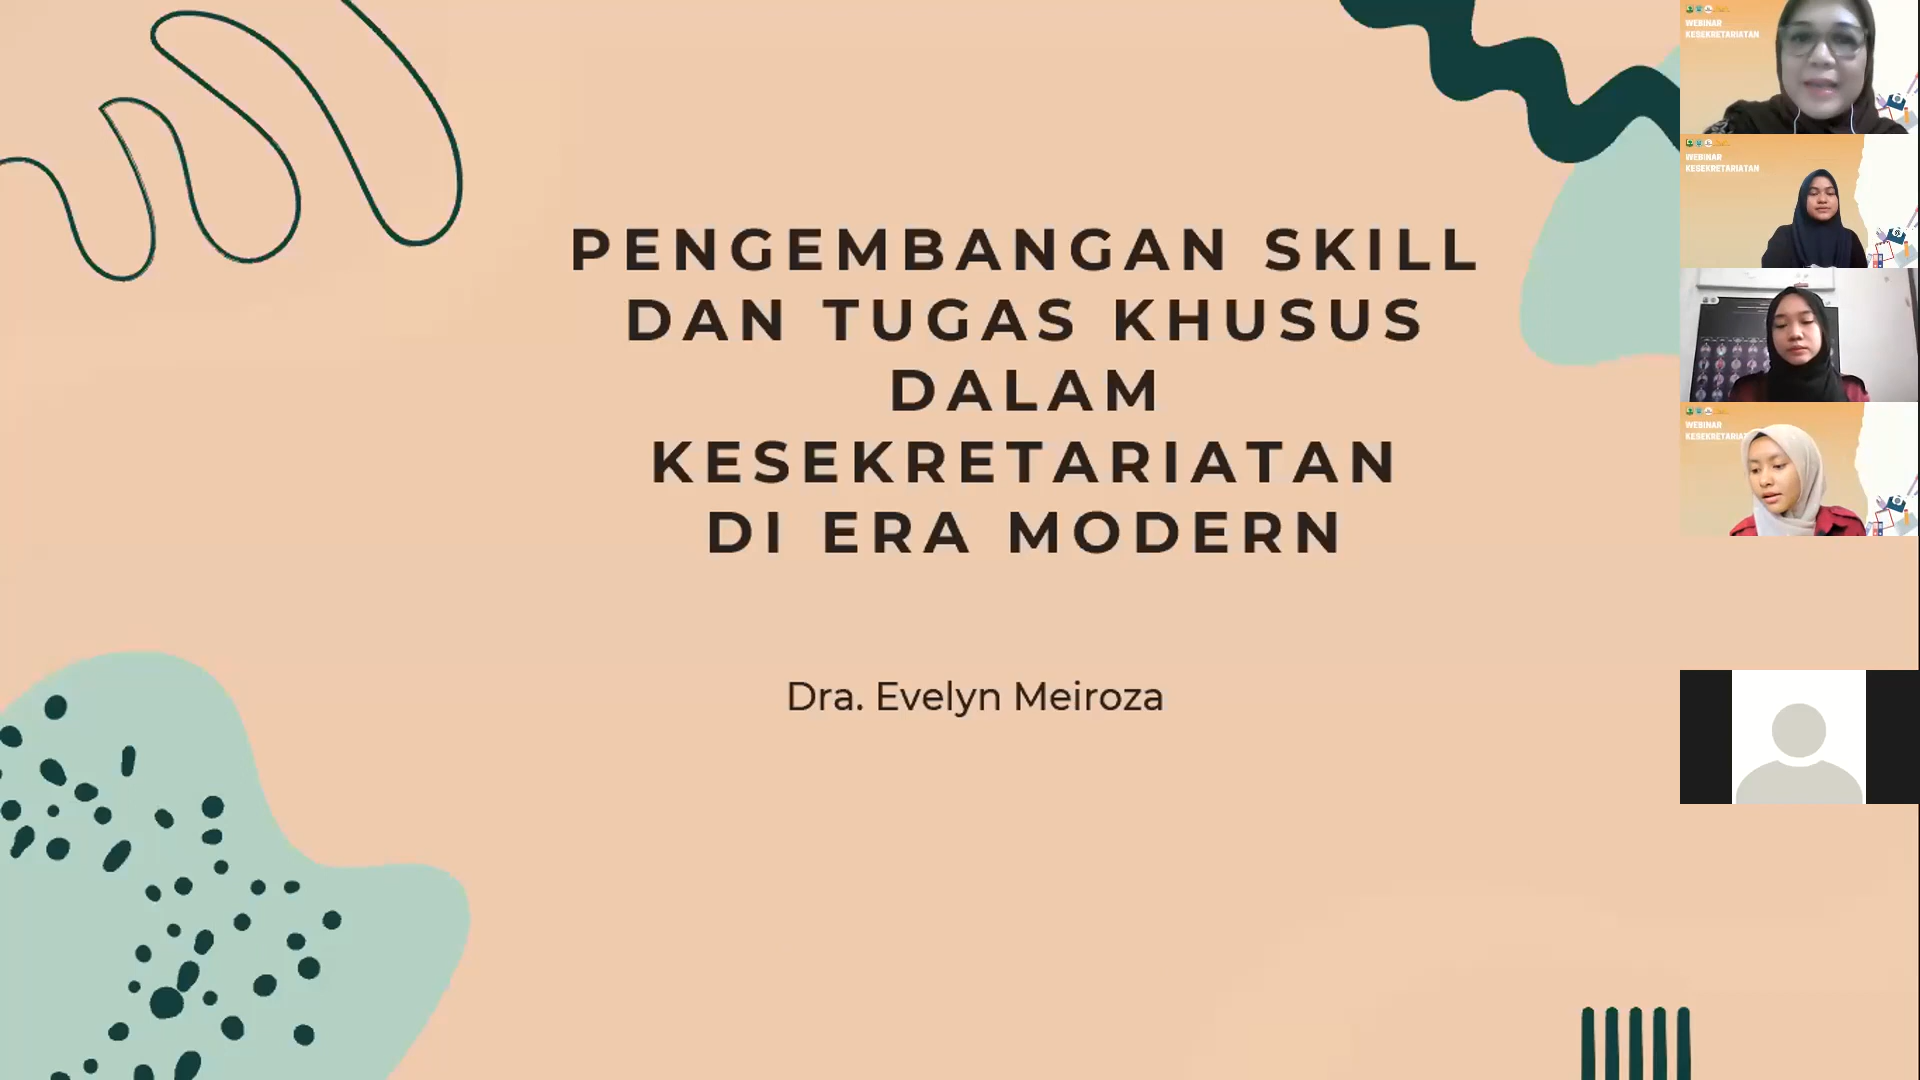 PENGEMBANGAN SKILL
DAN TUGAS KHUSUS
DALAM
KESEKRETARIATAN
DI ERA MODERN
Dra. Evelyn Meiroza
WEBINAR
KESEKRETARIATAN
WEBINAR
KESEKRETARIATAN
WEBINAR